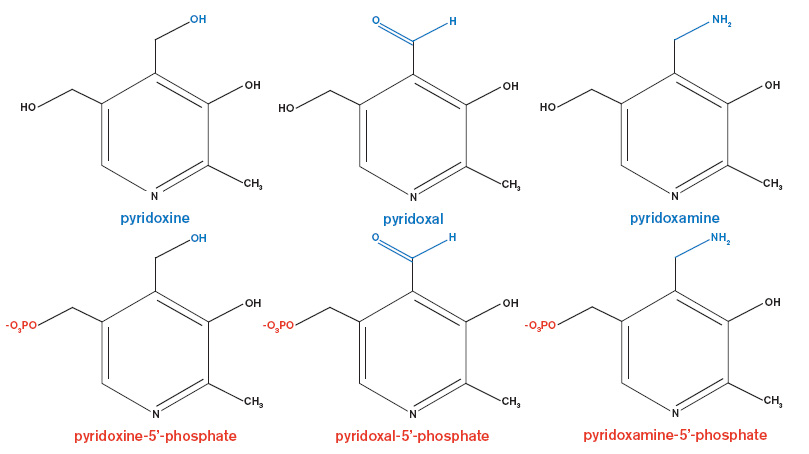 OH
O H
NH₂
HO OH
HO OH
HO OH
N CH₃
N CH₃
N CH₃
pyridoxine pyridoxal pyridoxamine
OH
O H
NH₂
-O₃PO OH
-O₃PO OH
-O₃PO OH
N CH₃
N CH₃
N CH₃
pyridoxine-5'-phosphate pyridoxal-5'-phosphate pyridoxamine-5'-phosphate